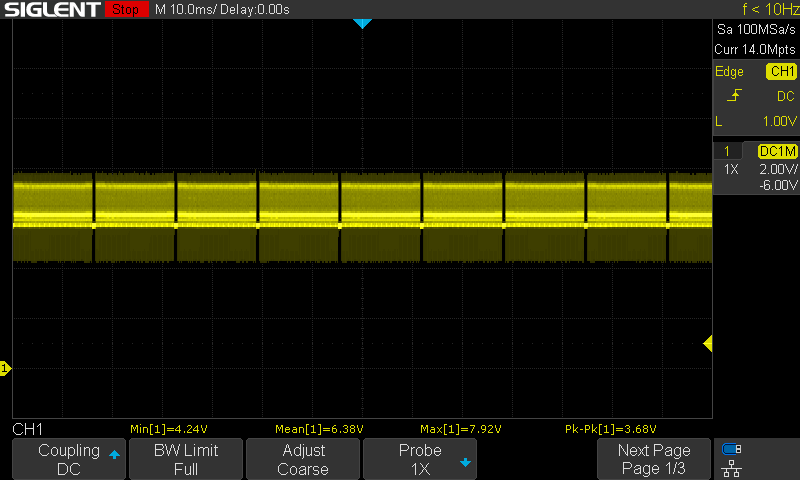 SIGLENT Stop M 10.0ms/ Delay:0.00s f < 10Hz
Sa 100MSa/s
Curr 14.0Mpts
Edge CH1
DC
L 1.00V
1 DC1M
1X 2.00V/
-6.00V
1
CH1 Min[1]=4.24V Mean[1]=6.38V Max[1]=7.92V Pk-Pk[1]=3.68V
Coupling BW Limit Adjust Probe Next Page
DC Full Coarse 1X Page 1/3